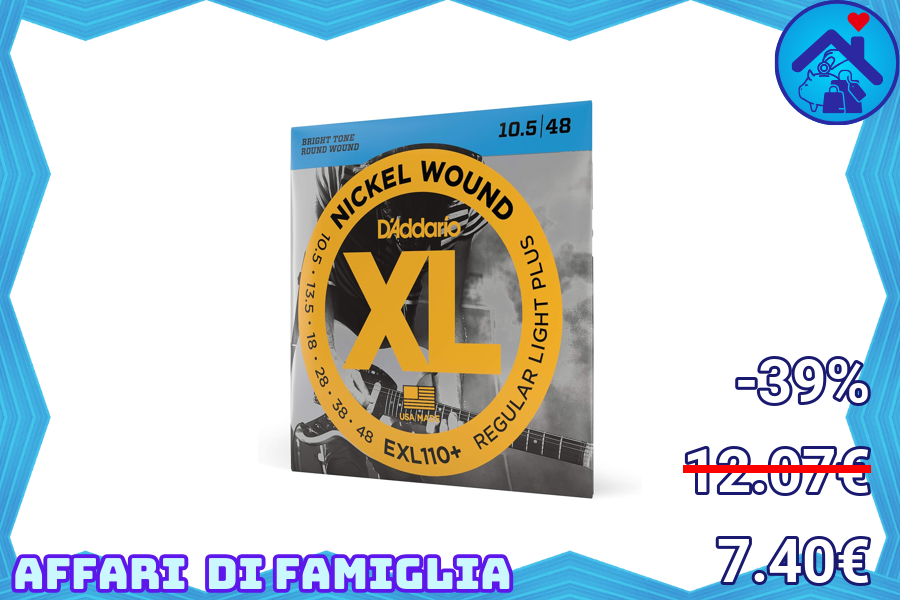 BRIGHT TONE
ROUND WOUND
10.5|48
NICKEL WOUND
D'Addario
XL
10.5 • 13.5 • 18 • 28 • 38 • 48
REGULAR LIGHT PLUS
USA MADE
EXL110+
-39%
12.07€
7.40€
AFFARI DI FAMIGLIA